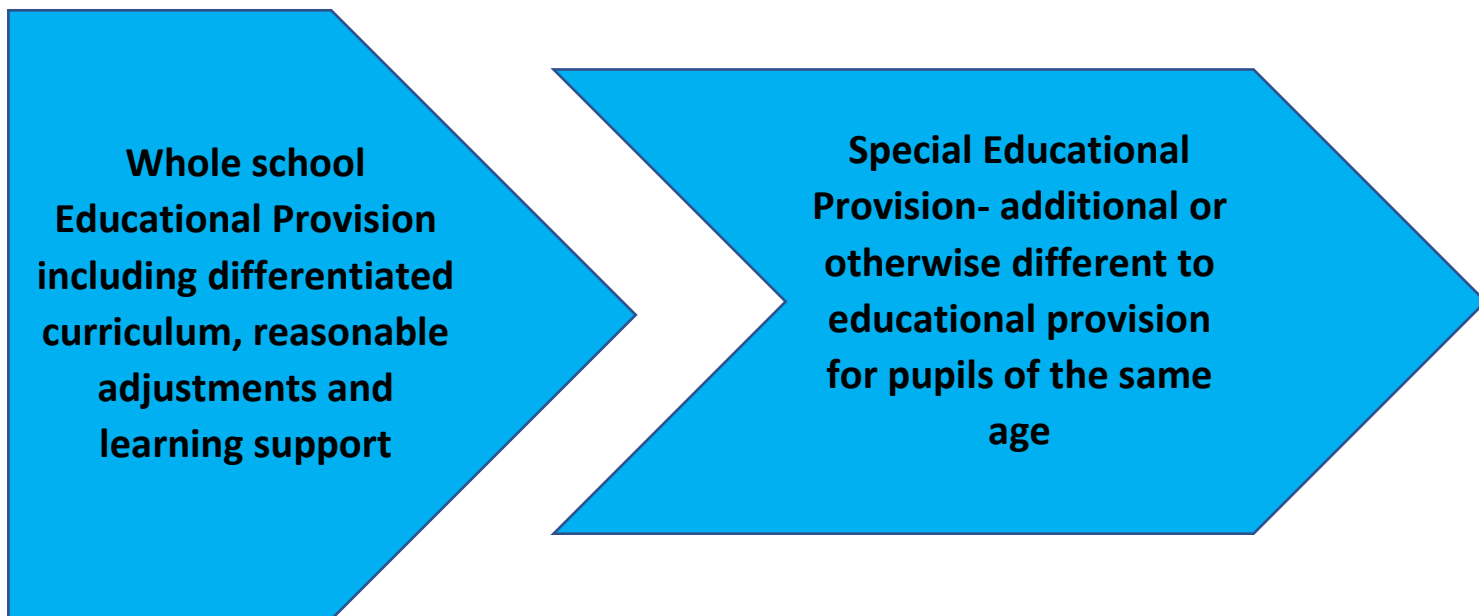 Whole school
Educational Provision
including differentiated
curriculum, reasonable
adjustments and
learning support
Special Educational
Provision- additional or
otherwise different to
educational provision
for pupils of the same
age